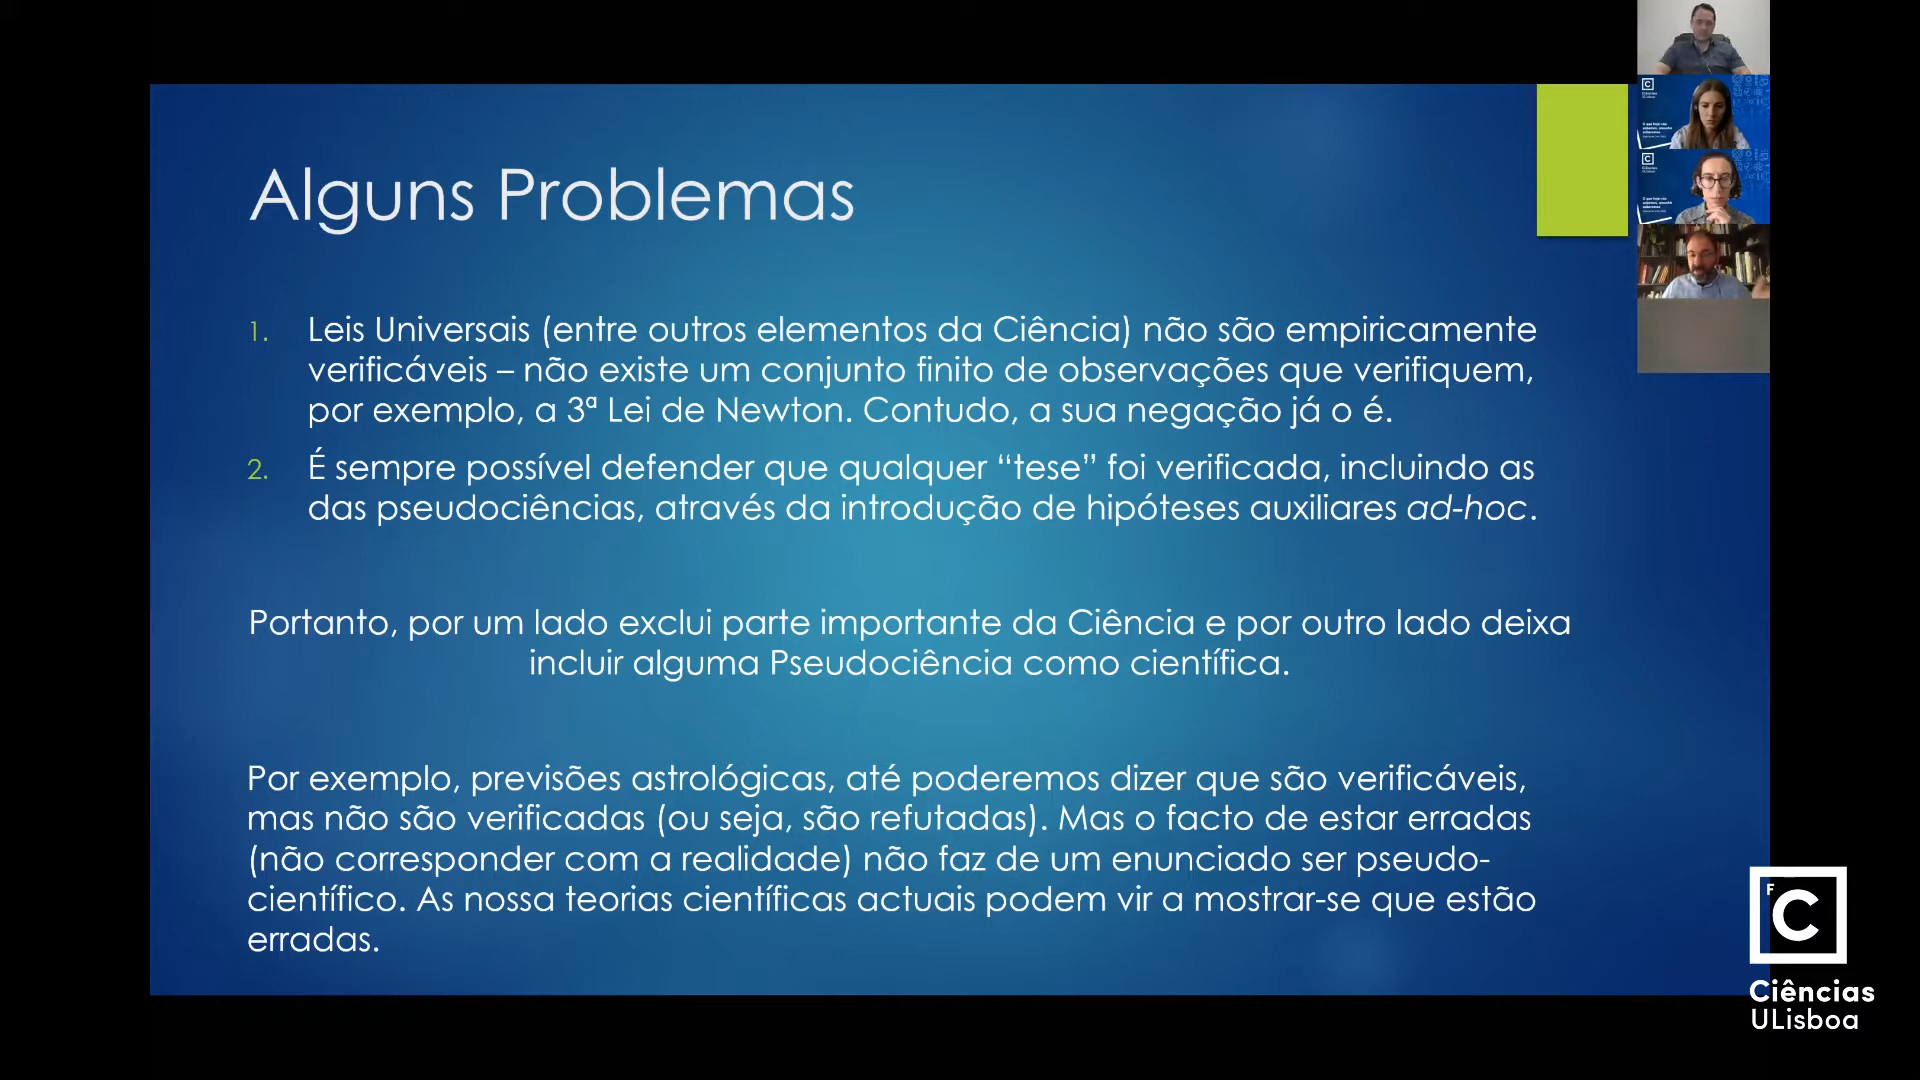 Alguns Problemas
1. Leis Universais (entre outros elementos da Ciência) não são empiricamente
verificáveis – não existe um conjunto finito de observações que verifiquem,
por exemplo, a 3ª Lei de Newton. Contudo, a sua negação já o é.
2. É sempre possível defender que qualquer “tese” foi verificada, incluindo as
das pseudociências, através da introdução de hipóteses auxiliares ad-hoc.
Portanto, por um lado exclui parte importante da Ciência e por outro lado deixa
incluir alguma Pseudociência como científica.
Por exemplo, previsões astrológicas, até poderemos dizer que são verificáveis,
mas não são verificadas (ou seja, são refutadas). Mas o facto de estar erradas
(não corresponder com a realidade) não faz de um enunciado ser pseudo-
científico. As nossa teorias científicas actuais podem vir a mostrar-se que estão
erradas.
F
C
Ciências
ULisboa